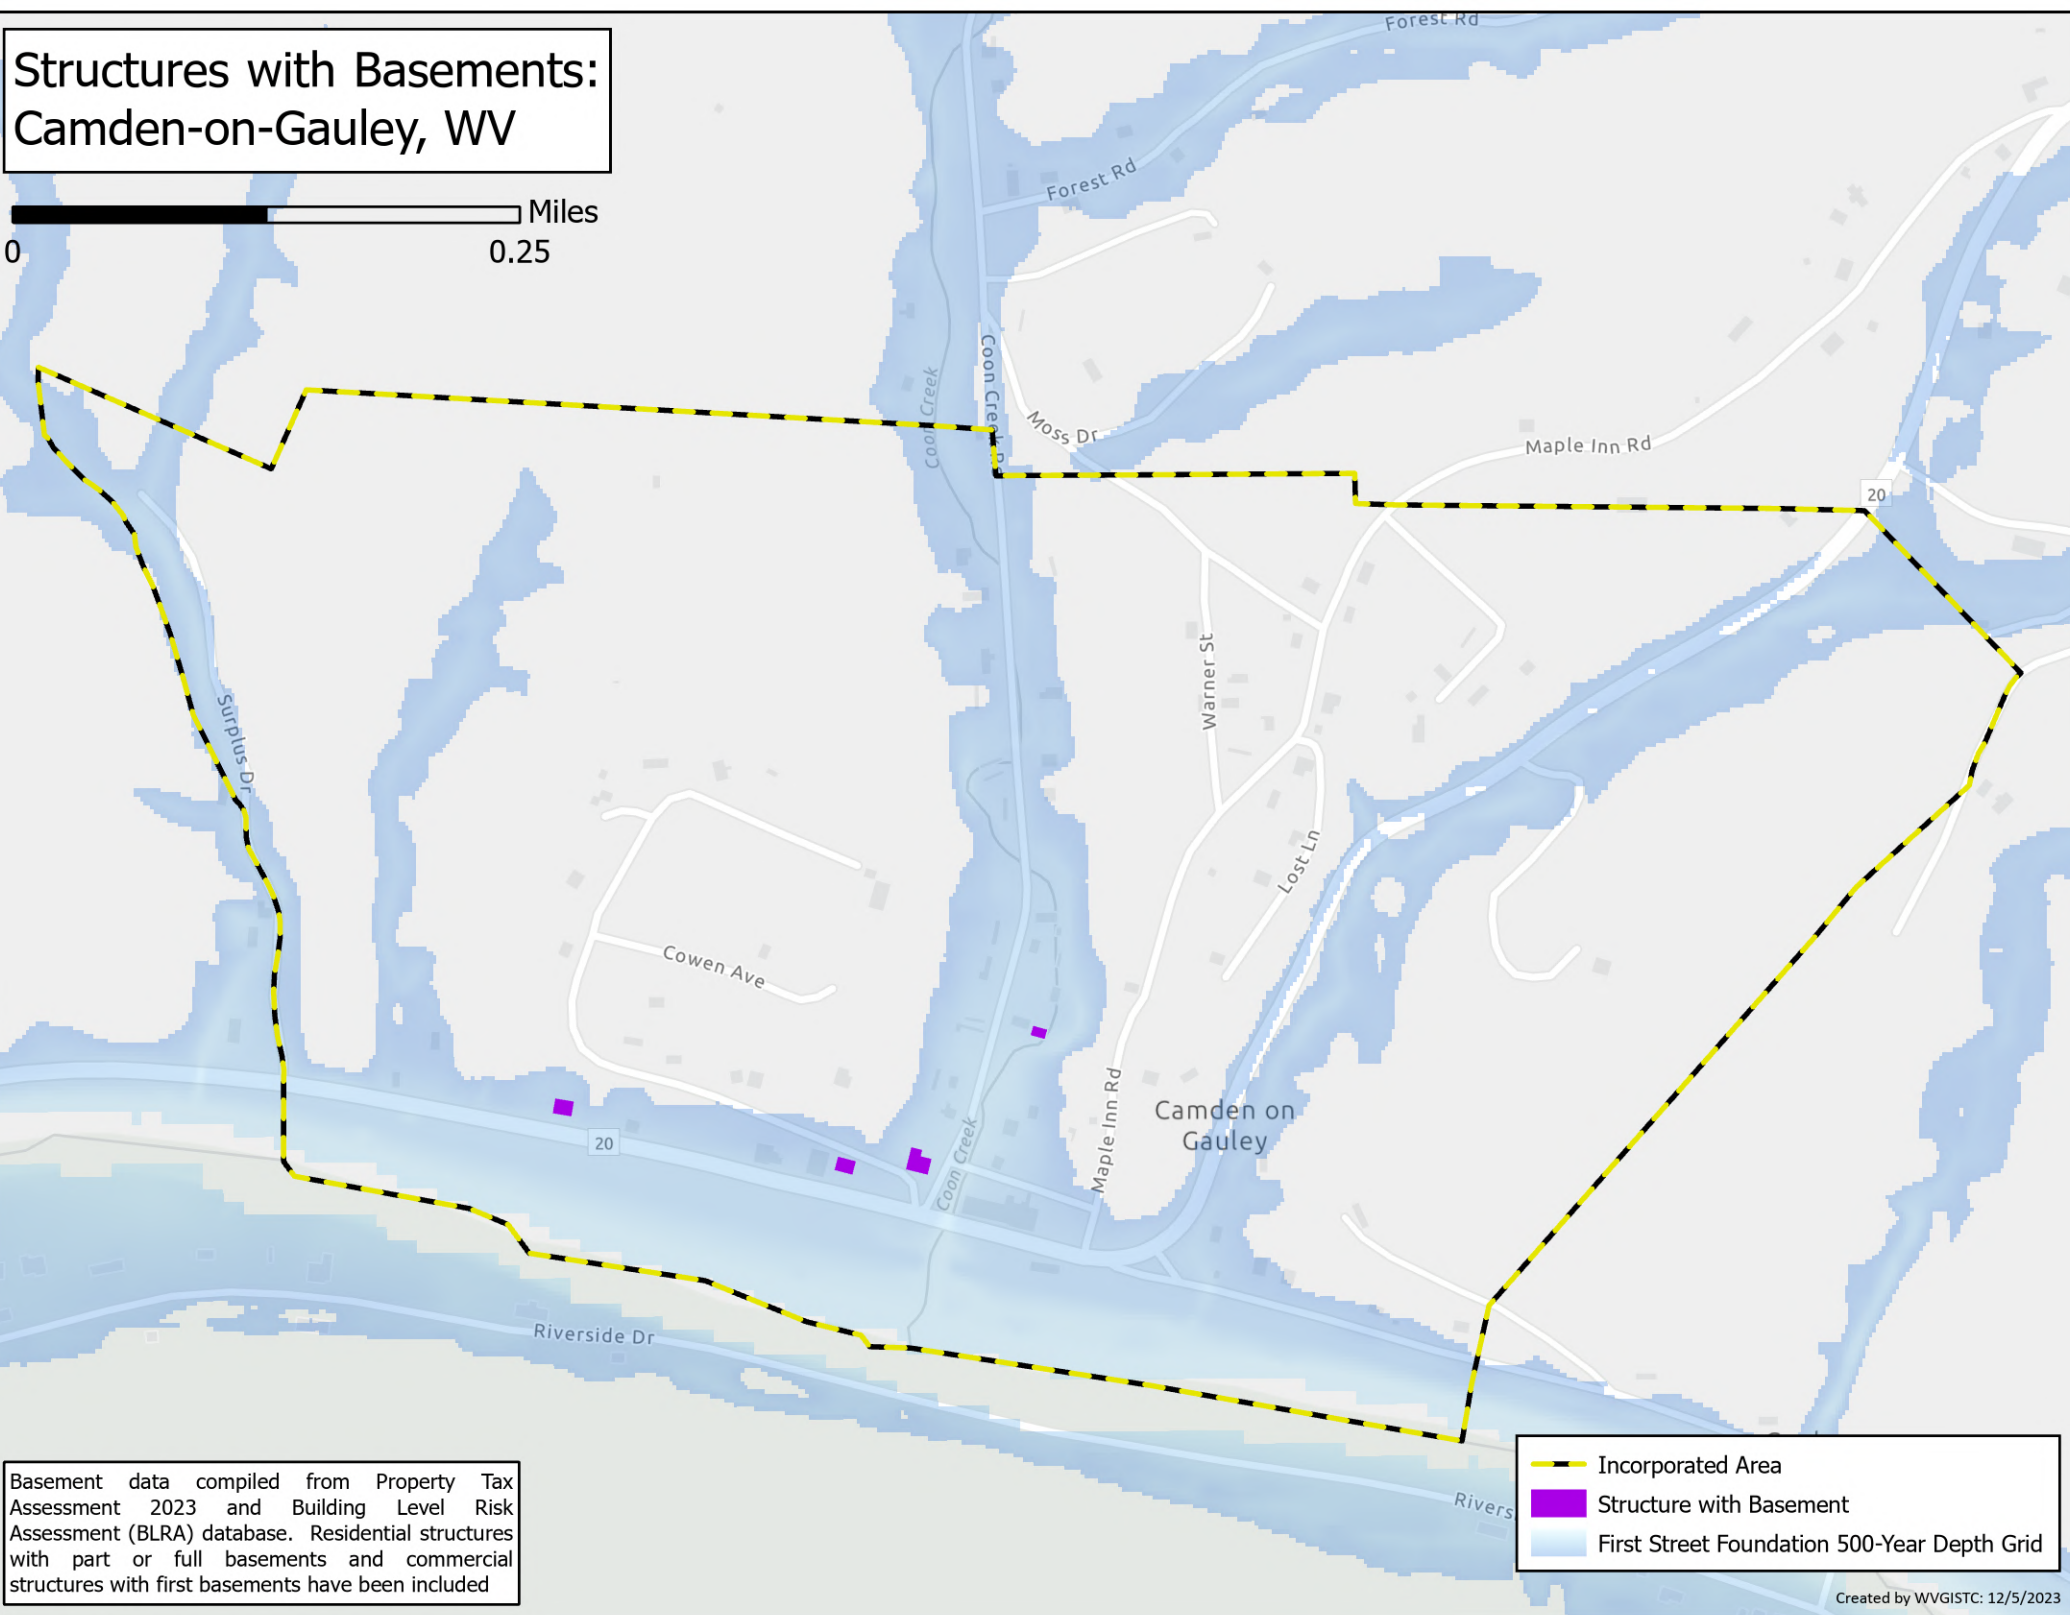 Structures with Basements:
Camden-on-Gauley, WV
Miles
0
0.25
Forest Rd
Forest Rd
Coon Creek
Coon Creek Rd
Moss Dr
Maple Inn Rd
20
Warner St
Surplus Dr
Lost Ln
Cowen Ave
Maple Inn Rd
Camden on
Gauley
20
Coon Creek
Riverside Dr
Rivers
Incorporated Area
Structure with Basement
First Street Foundation 500-Year Depth Grid
Basement data compiled from Property Tax
Assessment 2023 and Building Level Risk
Assessment (BLRA) database. Residential structures
with part or full basements and commercial
structures with first basements have been included
Created by WVGISTC: 12/5/2023